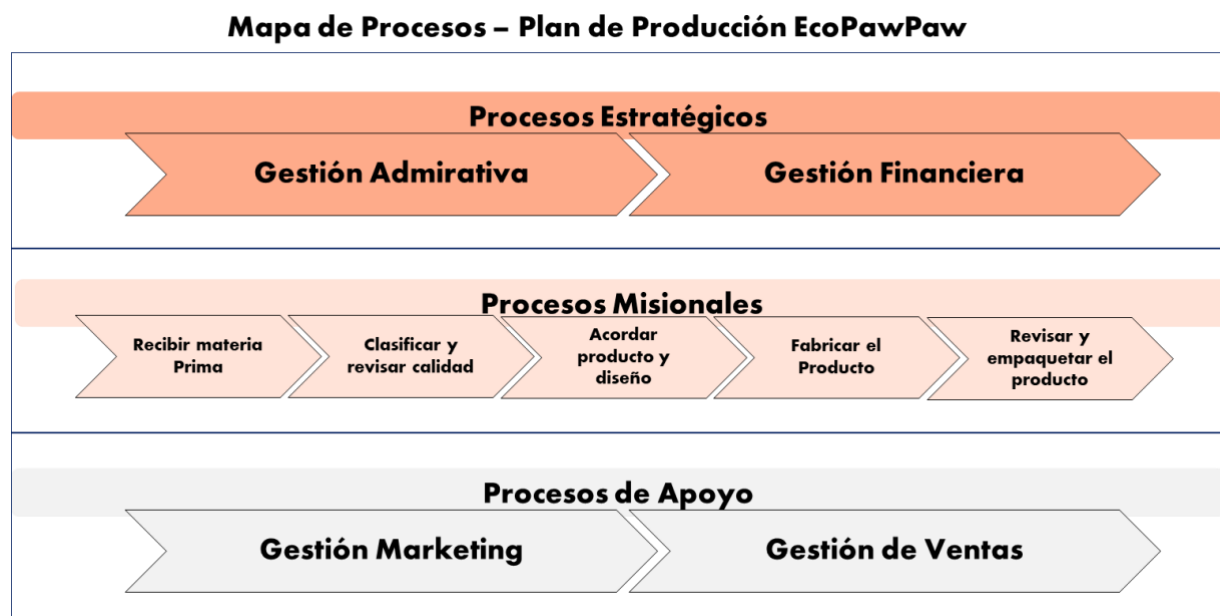 Mapa de Procesos – Plan de Producción EcoPawPaw
Procesos Estratégicos
Gestión Admirativa
Gestión Financiera
Procesos Misionales
Recibir materia
Prima
Clasificar y
revisar calidad
Acordar
producto y
diseño
Fabricar el
Producto
Revisar y
empaquetar el
producto
Procesos de Apoyo
Gestión Marketing
Gestión de Ventas